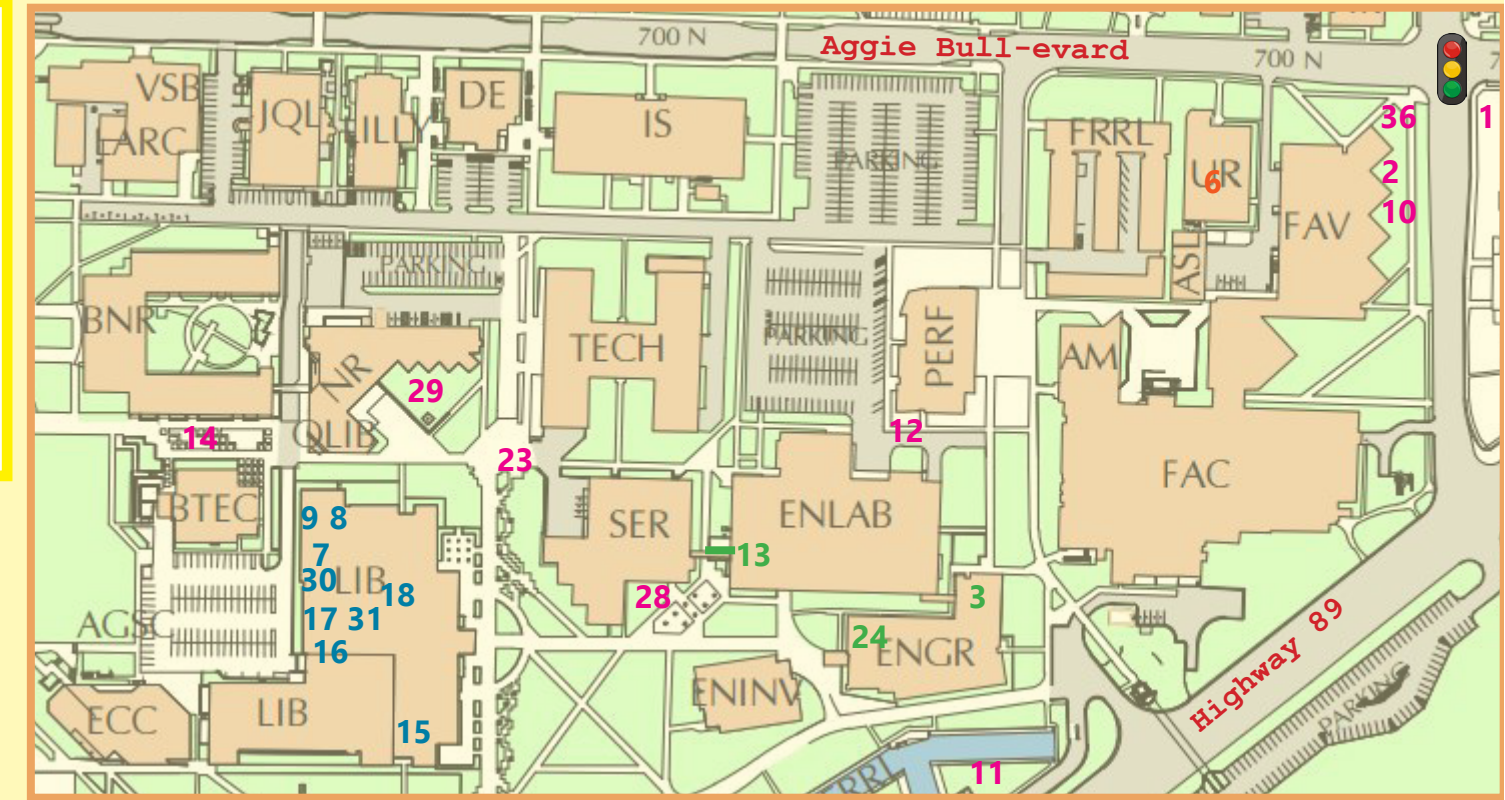 700 N
Aggie Bull-evard
700 N
7
VSB
JQL
LILLY
DE
IS
PARKING
FRRL
UR
6
36
1
LARC
2
10
FAV
PARKING
ASL
BNR
TECH
PARKING
PERF
AM
NR
29
QLIB
14
23
12
BTEC
9 8
SER
ENLAB
FAC
7
13
30
LIB
18
28
3
AGSC
17 31
16
24
ENGR
Highway 89
ECC
LIB
15
ENINV
PARKING
11